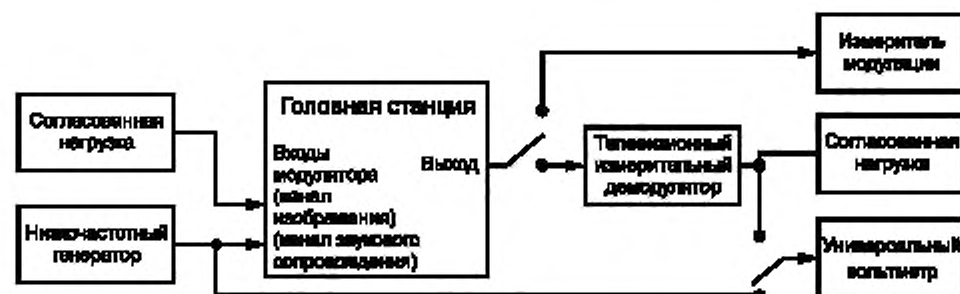 Согласованная
нагрузка
Низкочастотный
генератор
Головная станция
Входы
модулятора
(канал
изображения)
(канал звукового
сопровождения)
Выход
Телевизионный
измерительный
демодулятор
Измеритель
модуляции
Согласованная
нагрузка
Универсальный
вольтметр